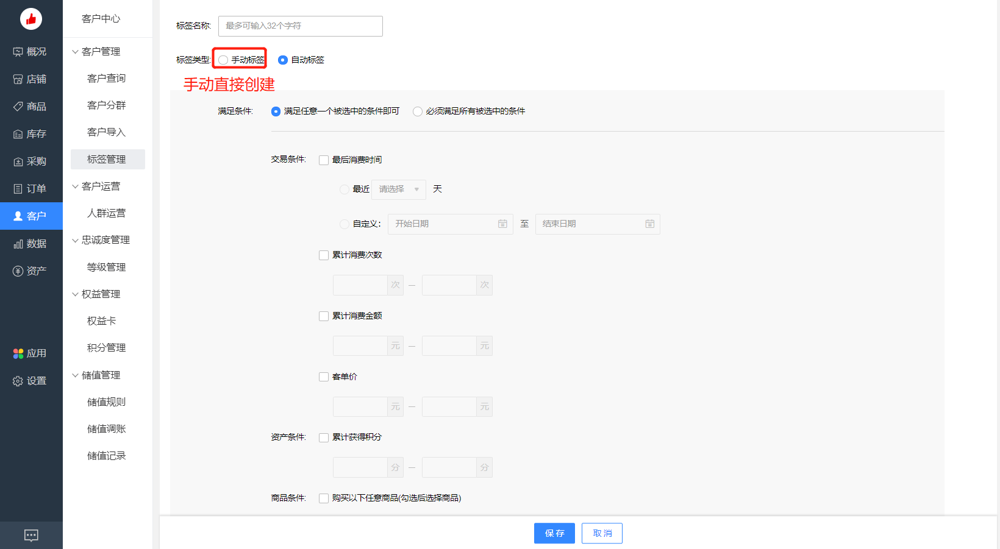 概况
店铺
商品
库存
采购
订单
客户
数据
资产
应用
设置
客户中心
客户管理
客户查询
客户分群
客户导入
标签管理
客户运营
人群运营
忠诚度管理
等级管理
权益管理
权益卡
积分管理
储值管理
储值规则
储值调账
储值记录
标签名称: 最多可输入32个字符
标签类型: 手动标签 自动标签
手动直接创建
满足条件: 满足任意一个被选中的条件即可 必须满足所有被选中的条件
交易条件: 最后消费时间
最近 请选择 天
自定义: 开始日期 至 结束日期
累计消费次数
次 — 次
累计消费金额
元 — 元
客单价
元 — 元
资产条件: 累计获得积分
分 — 分
商品条件: 购买以下任意商品(勾选后选择商品)
保存 取消